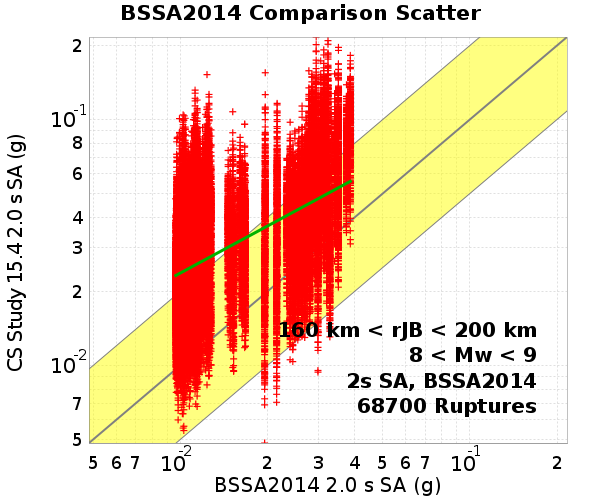 BSSA2014 Comparison Scatter
CS Study 15.4 2.0 s SA (g)
2
10-1
8
6
4
3
2
10-2
7
5
160 km < rJB < 200 km
8 < Mw < 9
2s SA, BSSA2014
68700 Ruptures
5 6 7 10-2 2 3 4 5 6 7 10-1 2
BSSA2014 2.0 s SA (g)